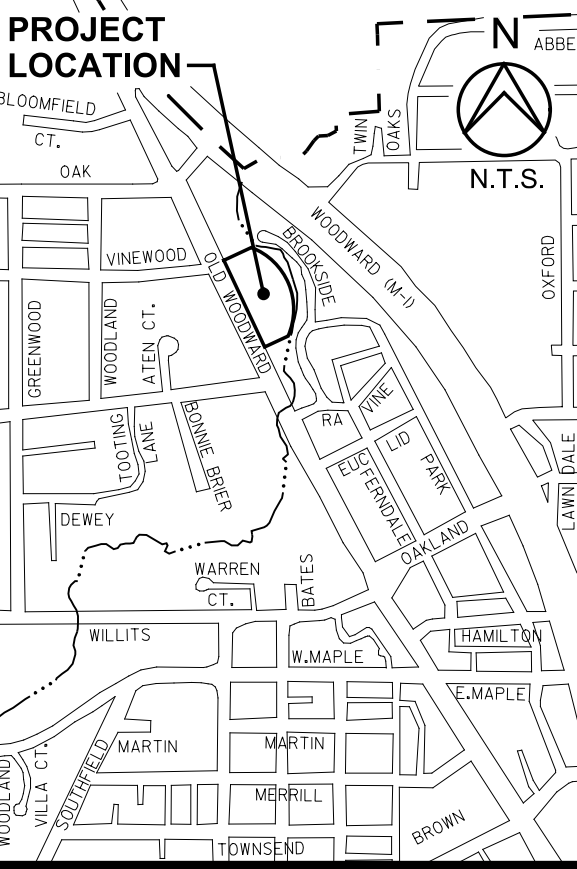 PROJECT
LOCATION
N
ABBE
BLOOMFIELD
CT.
TWIN
OAKS
N.T.S.
OAK
WOODWARD (M-1)
BROOKSIDE
OXFORD
VINEWOOD
OLD WOODWARD
GREENWOOD
WOODLAND
ATEN CT.
VINE
RA
TOOTING
LANE
BONNIE BRIER
LID
EUC
PARK
FERNDALE
LAWN DALE
DEWEY
OAKLAND
WARREN
CT.
BATES
WILLITS
HAMILTON
W.MAPLE
E.MAPLE
MARTIN
MARTIN
WOODLAND
VILLA CT.
SOUTHFIELD
MERRILL
BROWN
TOWNSEND